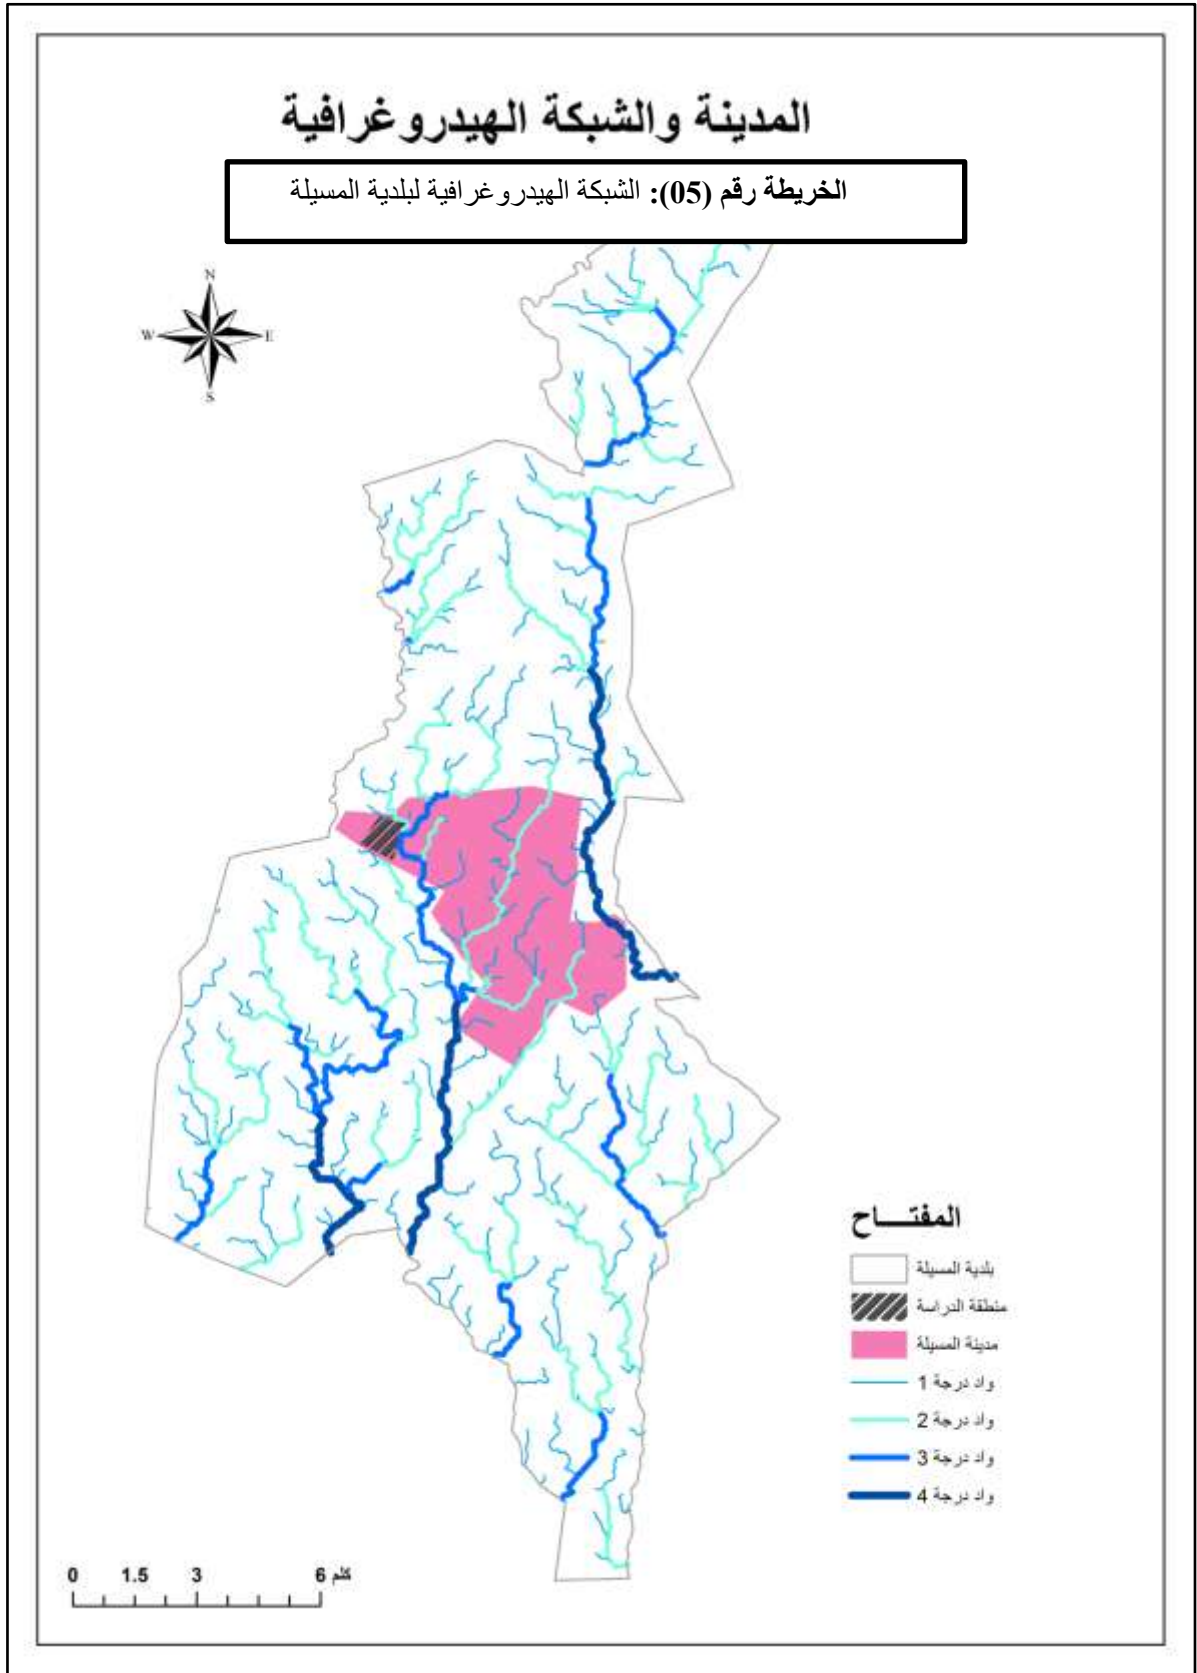 المدينة والشبكة الهيدروغرافية
الخريطة رقم (05): الشبكة الهيدروغرافية لبلدية المسيلة
N
W E
S
المفتـــاح
بلدية المسيلة
منطقة الدراسة
مدينة المسيلة
واد درجة 1
واد درجة 2
واد درجة 3
واد درجة 4
0 1.5 3 6 كلم